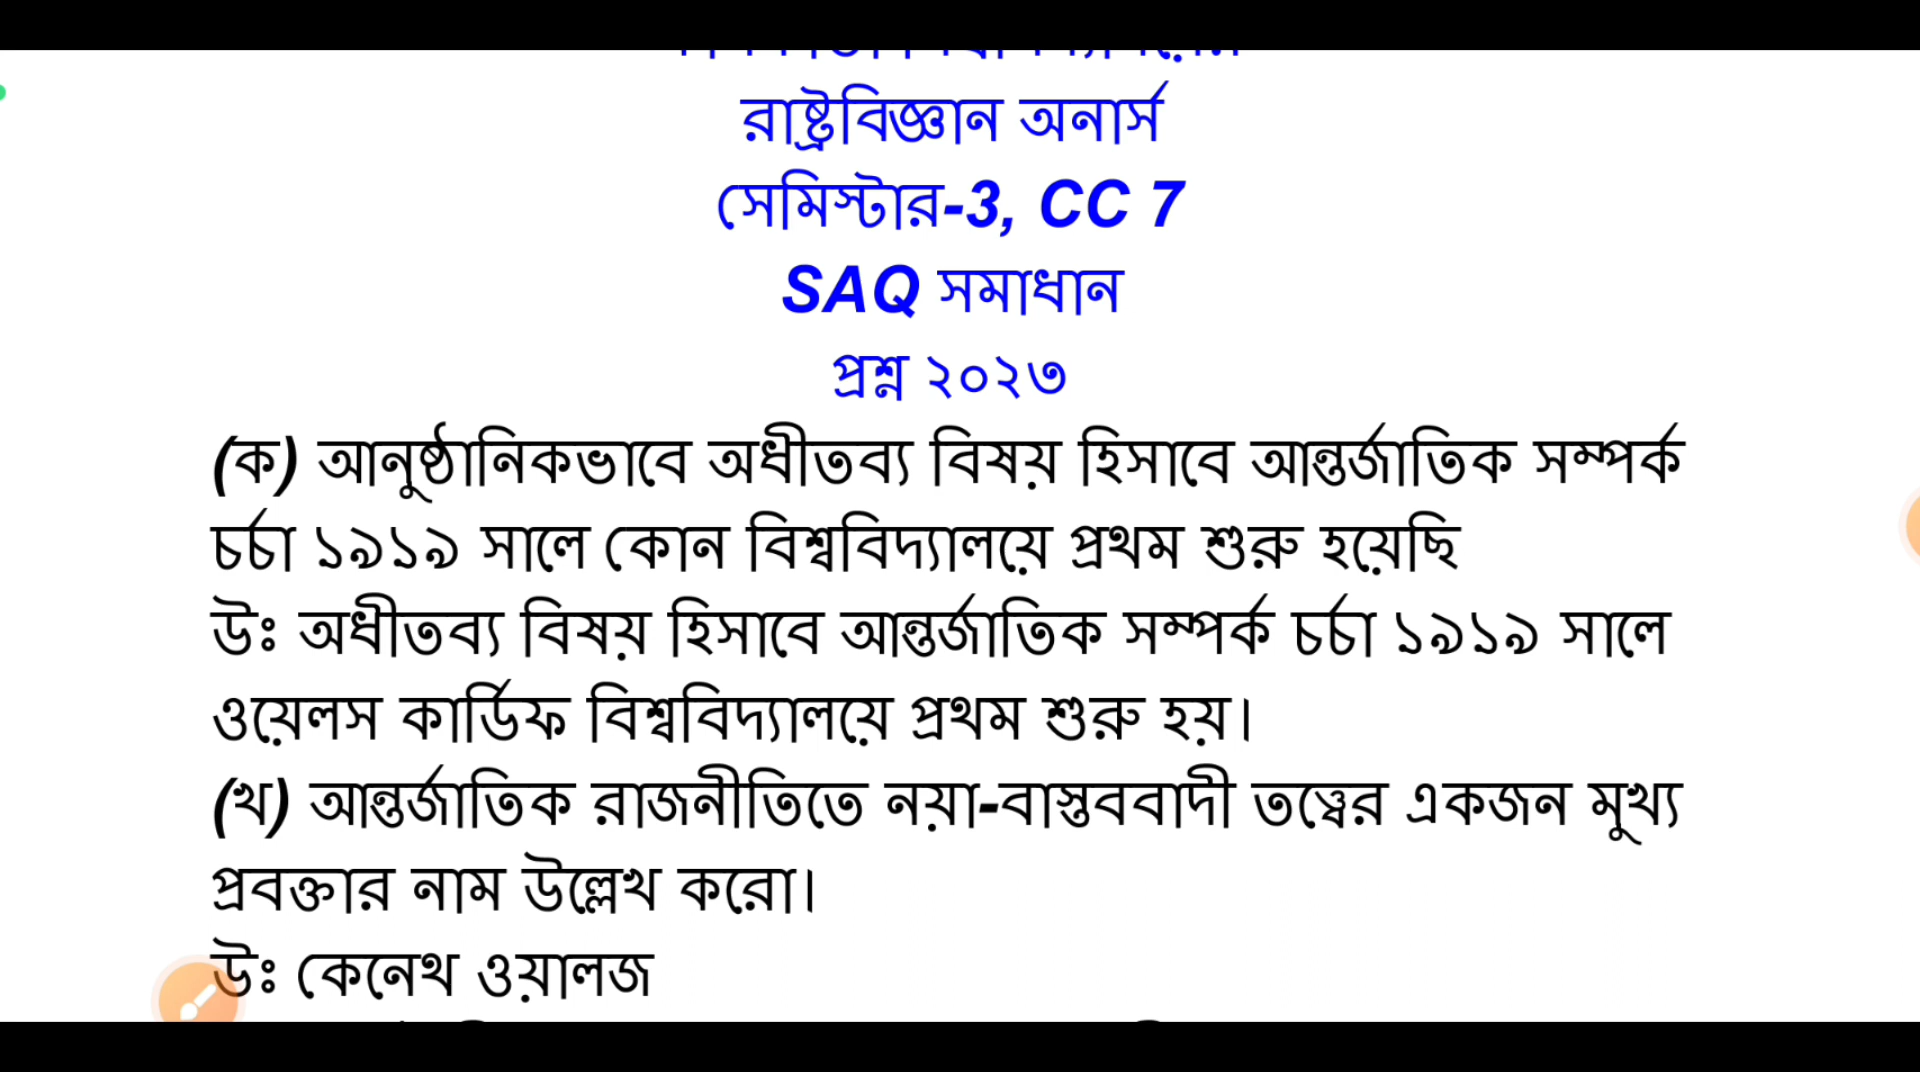 রাষ্ট্রবিজ্ঞান অনার্স
সেমিস্টার-3, CC 7
SAQ সমাধান
প্রশ্ন ২০২৩
(ক) আনুষ্ঠানিকভাবে অধীতব্য বিষয় হিসাবে আন্তর্জাতিক সম্পর্ক
চর্চা ১৯১৯ সালে কোন বিশ্ববিদ্যালয়ে প্রথম শুরু হয়েছি
উঃ অধীতব্য বিষয় হিসাবে আন্তর্জাতিক সম্পর্ক চর্চা ১৯১৯ সালে
ওয়েলস কার্ডিফ বিশ্ববিদ্যালয়ে প্রথম শুরু হয়।
(খ) আন্তর্জাতিক রাজনীতিতে নয়া-বাস্তববাদী তত্ত্বের একজন মুখ্য
প্রবক্তার নাম উল্লেখ করো।
উঃ কেনেথ ওয়ালজ